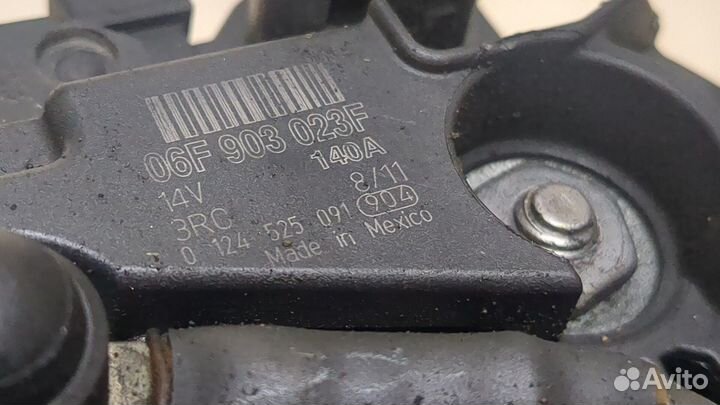 06F 903 023F
14V 140A
3RC 8/11
0 124 525 091 904
Made in Mexico
Avito